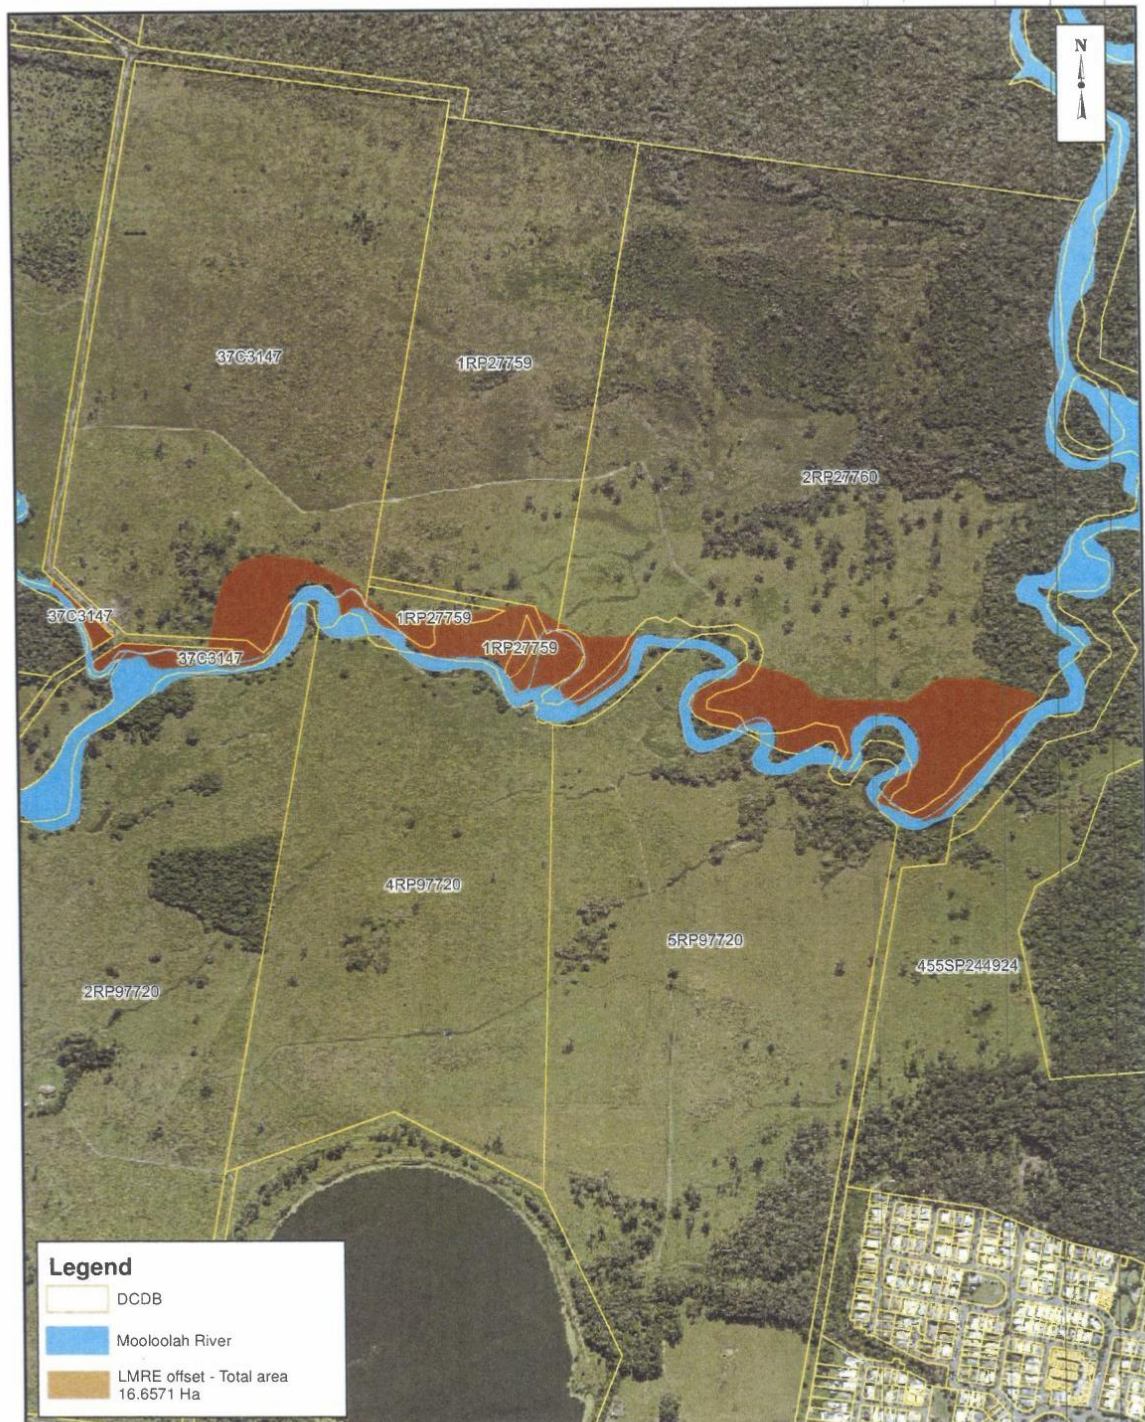 N
37C3147
1RP27759
2RP27760
37C3147
1RP27759
1RP27759
37C3147
4RP97720
5RP97720
455SP244924
2RP97720
Legend
DCDB
Mooloolah River
LMRE offset - Total area
16.6571 Ha